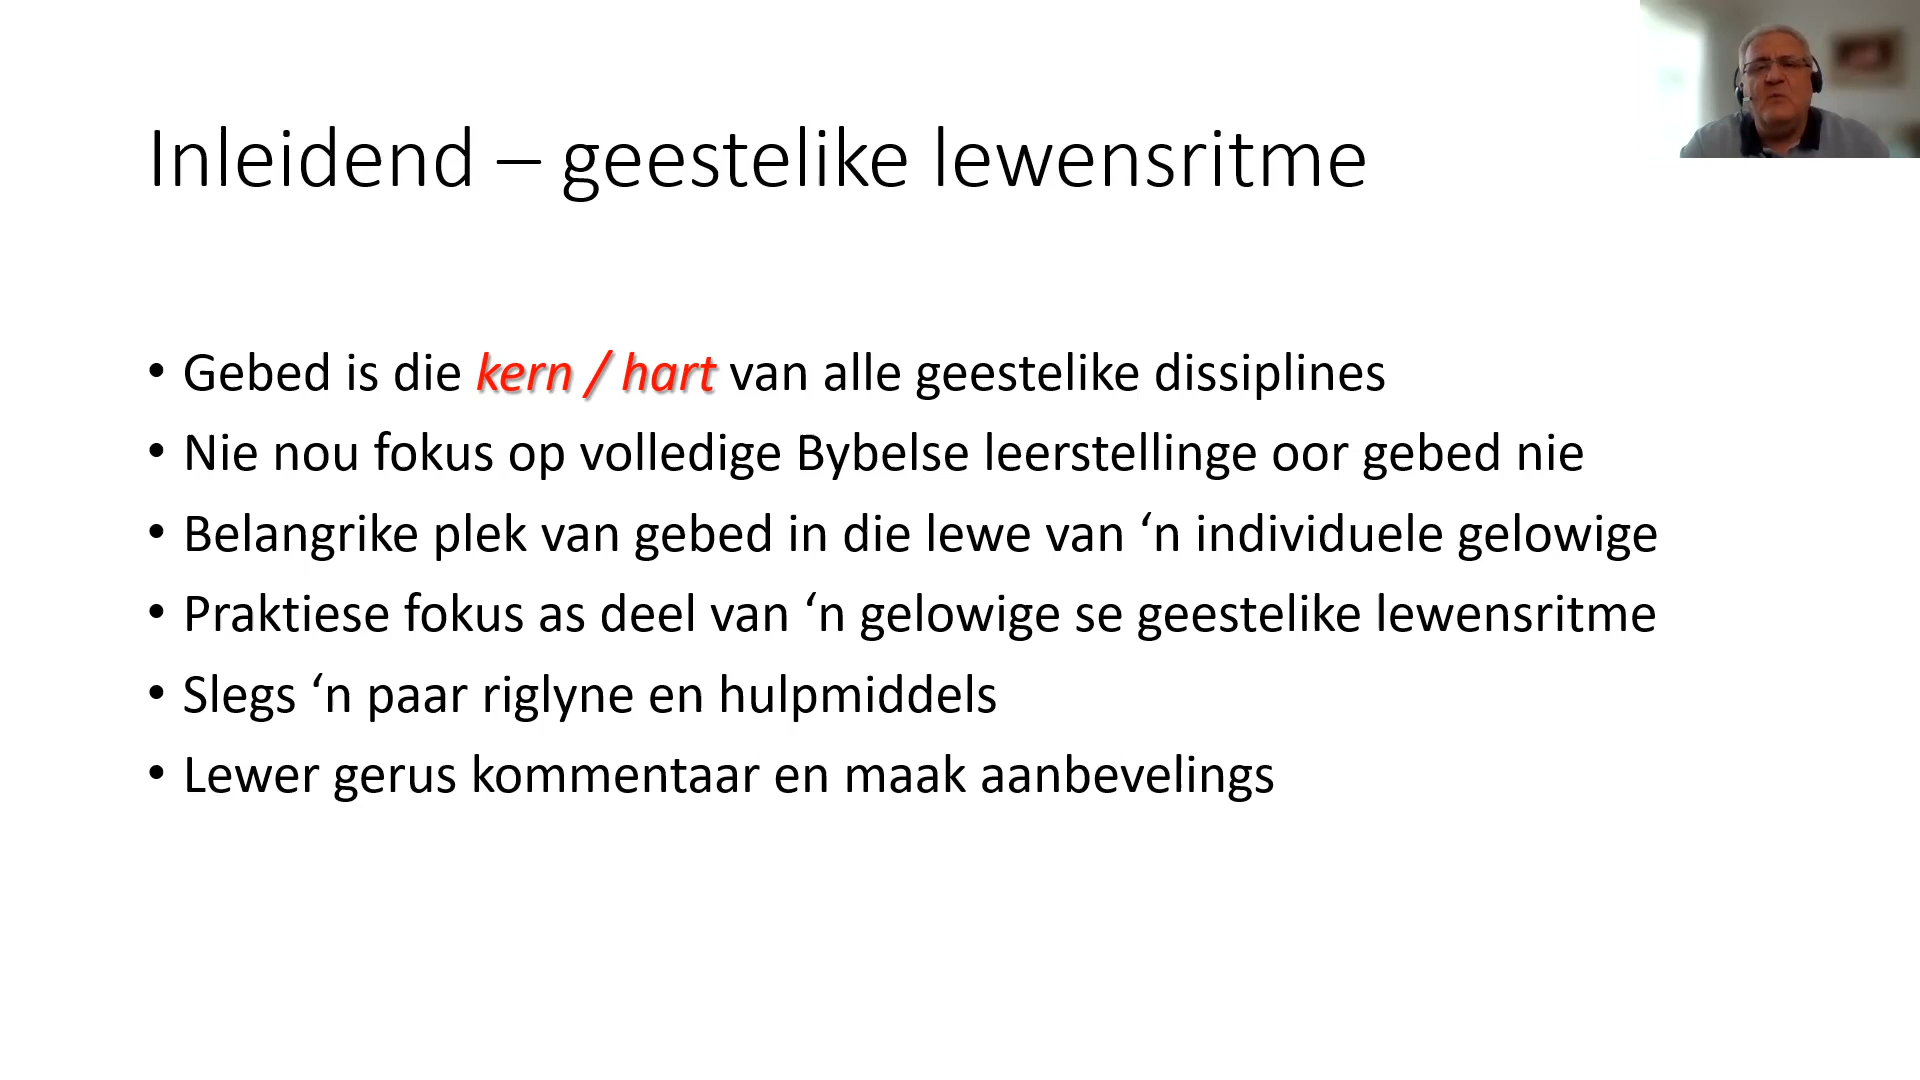 Inleidend – geestelike lewensritme
• Gebed is die kern / hart van alle geestelike dissiplines
• Nie nou fokus op volledige Bybelse leerstellinge oor gebed nie
• Belangrike plek van gebed in die lewe van ‘n individuele gelowige
• Praktiese fokus as deel van ‘n gelowige se geestelike lewensritme
• Slegs ‘n paar riglyne en hulpmiddels
• Lewer gerus kommentaar en maak aanbevelings